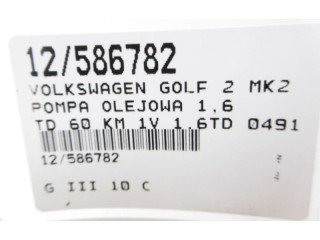 12/586782
VOLKSWAGEN GOLF 2 MK2
POMPA OLEJOWA 1,6
TD 60 KM 1V 1.6TD 0491
12/586782
G III 10 C